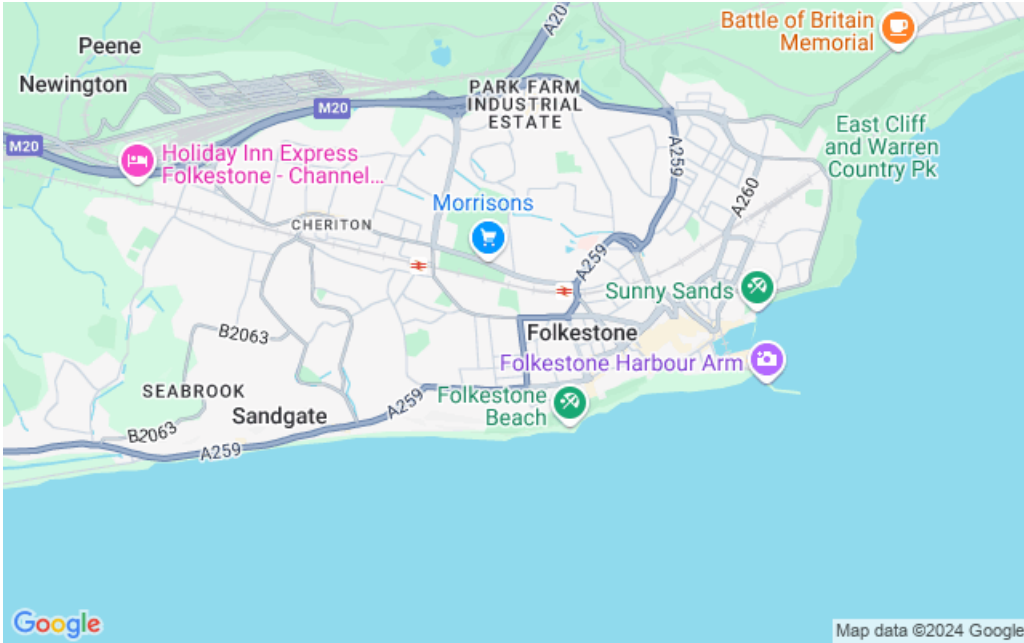 Battle of Britain
Memorial
A20
Peene
Newington
PARK FARM
INDUSTRIAL
ESTATE
M20
M20
East Cliff
and Warren
Country Pk
A259
Holiday Inn Express
Folkestone - Channel...
A260
Morrisons
CHERITON
A259
Sunny Sands
B2063
Folkestone
Folkestone Harbour Arm
SEABROOK
Folkestone
Beach
A259
Sandgate
B2063
A259
Google
Map data ©2024 Google